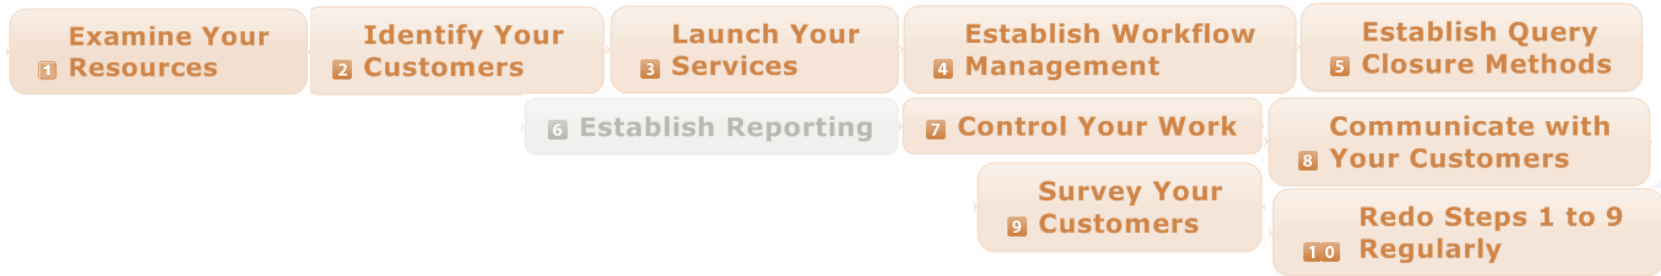 Examine Your
1 Resources
Identify Your
2 Customers
Launch Your
3 Services
Establish Workflow
4 Management
Establish Query
5 Closure Methods
6 Establish Reporting
7 Control Your Work
Communicate with
8 Your Customers
Survey Your
9 Customers
Redo Steps 1 to 9
10 Regularly